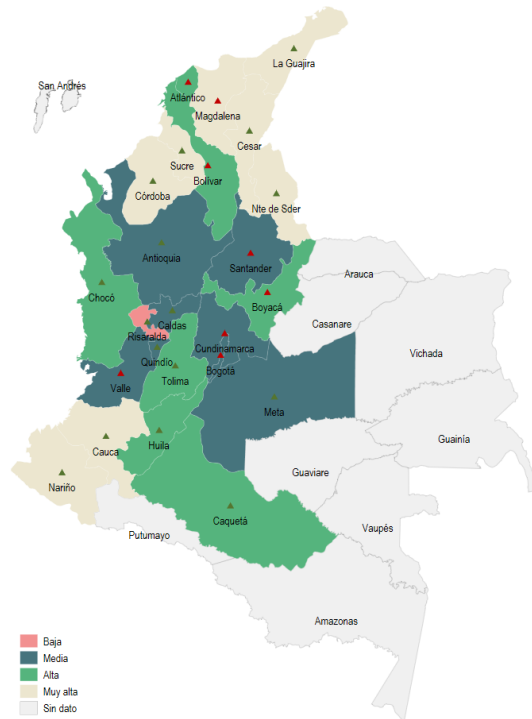 La Guajira
San Andrés
Atlántico
Magdalena
Cesar
Sucre
Bolívar
Córdoba
Nte de Sder
Antioquia
Santander
Arauca
Chocó
Boyacá
Casanare
Caldas
Risaralda
Cundinamarca
Vichada
Quindío
Bogotá
Tolima
Valle
Meta
Cauca
Huila
Guainía
Nariño
Guaviare
Caquetá
Putumayo
Vaupés
Amazonas
Baja
Media
Alta
Muy alta
Sin dato